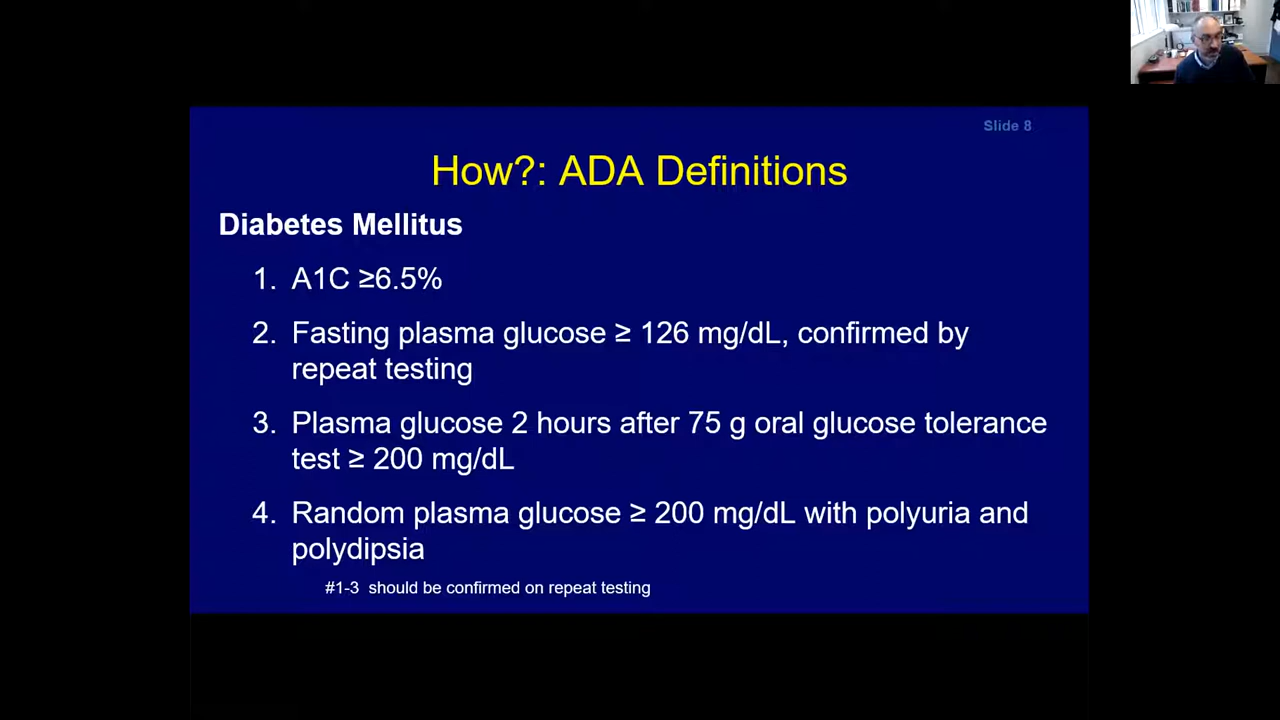 Slide 8
How?: ADA Definitions
Diabetes Mellitus
1. A1C ≥6.5%
2. Fasting plasma glucose ≥ 126 mg/dL, confirmed by
repeat testing
3. Plasma glucose 2 hours after 75 g oral glucose tolerance
test ≥ 200 mg/dL
4. Random plasma glucose ≥ 200 mg/dL with polyuria and
polydipsia
#1-3 should be confirmed on repeat testing